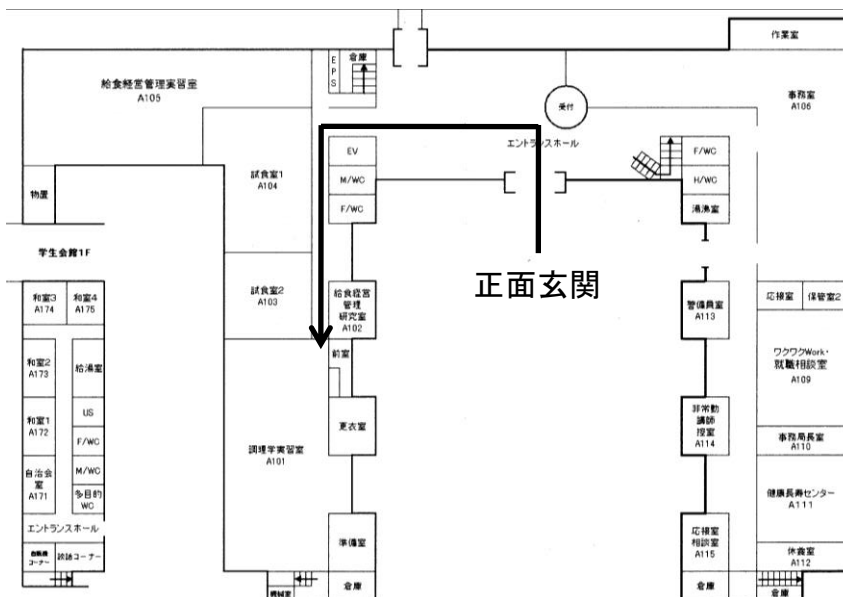 作業室
EPS
倉庫
給食経営管理実習室
A105
事務室
A106
受付
エントランスホール
EV
M/WC
F/WC
F/WC
H/WC
湯沸室
試食室1
A104
物置
学生会館1F
正面玄関
和室3
A174
和室4
A175
試食室2
A103
給食経営
管理
研究室
A102
警備員室
A113
応接室
保管室2
前室
ワクワクWork・
就職相談室
A109
和室2
A173
給湯室
和室1
A172
US
F/WC
更衣室
非常勤
講師
控室
A114
事務局長室
A110
調理学実習室
A101
自治会
室
A171
M/WC
多目的
WC
健康長寿センター
A111
エントランスホール
準備室
応接室
相談室
A115
休養室
A112
コーナー
談話コーナー
機械室
倉庫
倉庫
倉庫